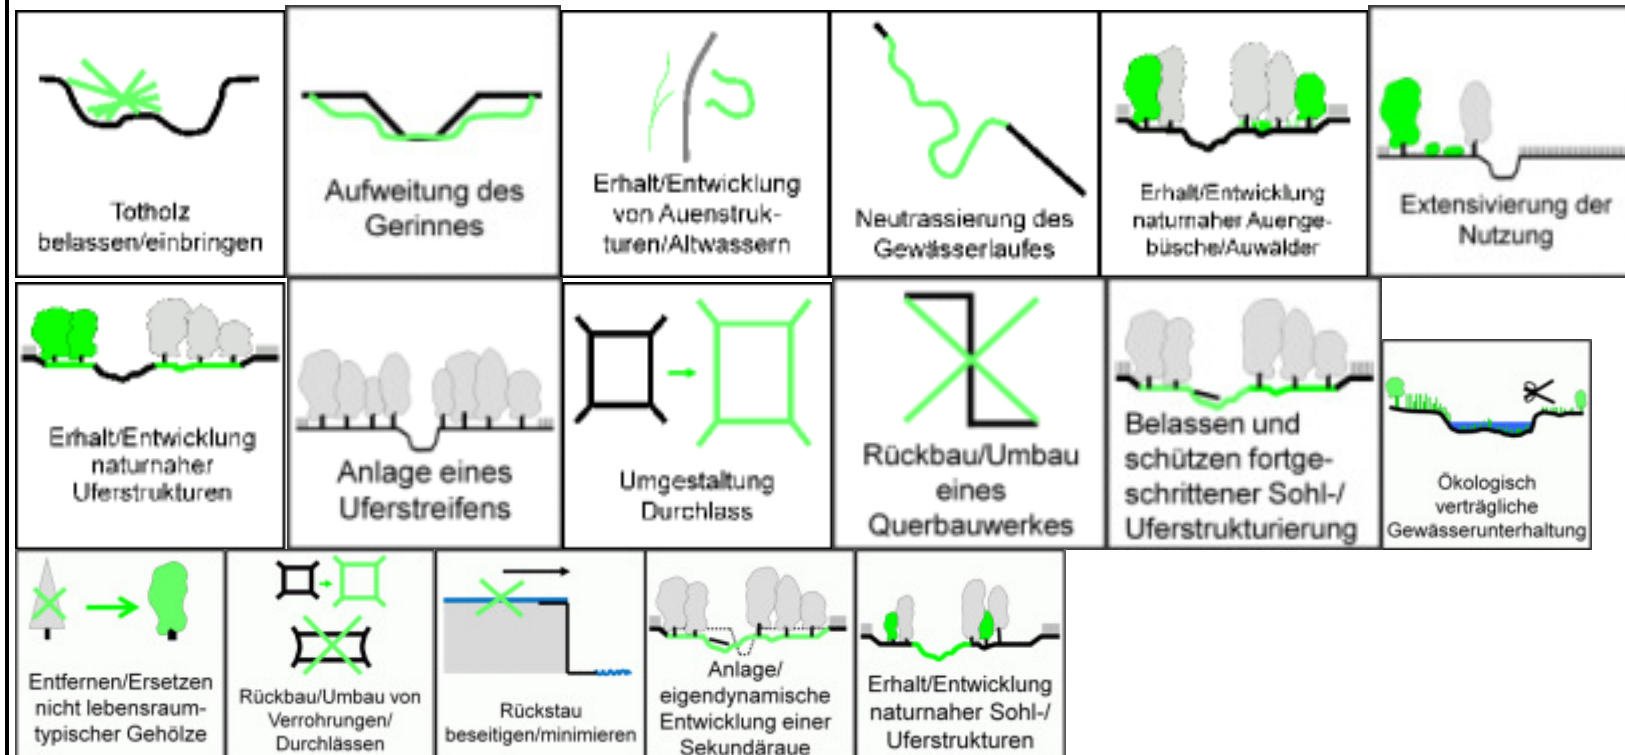 Totholz
belassen/einbringen
Aufweitung des
Gerinnes
Erhalt/Entwicklung
von Auenstruk-
turen/Altwassern
Neutrassierung des
Gewässerlaufes
Erhalt/Entwicklung
naturnaher Auenge-
büsche/Auwälder
Extensivierung der
Nutzung
Erhalt/Entwicklung
naturnaher
Uferstrukturen
Anlage eines
Uferstreifens
Umgestaltung
Durchlass
Rückbau/Umbau
eines
Querbauwerkes
Belassen und
schützen fortge-
schrittener Sohl-/
Uferstrukturierung
Ökologisch
verträgliche
Gewässerunterhaltung
Entfernen/Ersetzen
nicht lebensraum-
typischer Gehölze
Rückbau/Umbau von
Verrohrungen/
Durchlässen
Rückstau
beseitigen/minimieren
Anlage/
eigendynamische
Entwicklung einer
Sekundäraue
Erhalt/Entwicklung
naturnaher Sohl-/
Uferstrukturen